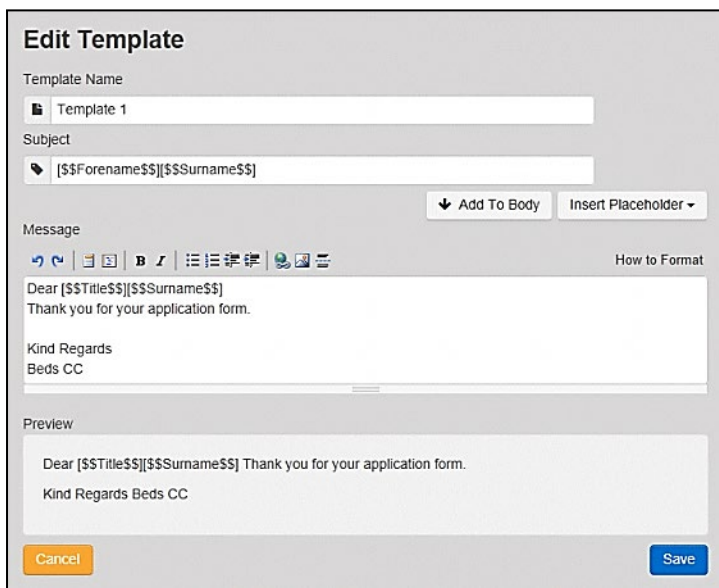 Edit Template
Template Name
Template 1
Subject
[$$Forename$$][$$Surname$$]
Add To Body
Insert Placeholder
Message
B I
How to Format
Dear [$$Title$$][$$Surname$$]
Thank you for your application form.
Kind Regards
Beds CC
Preview
Dear [$$Title$$][$$Surname$$] Thank you for your application form.
Kind Regards Beds CC
Cancel
Save